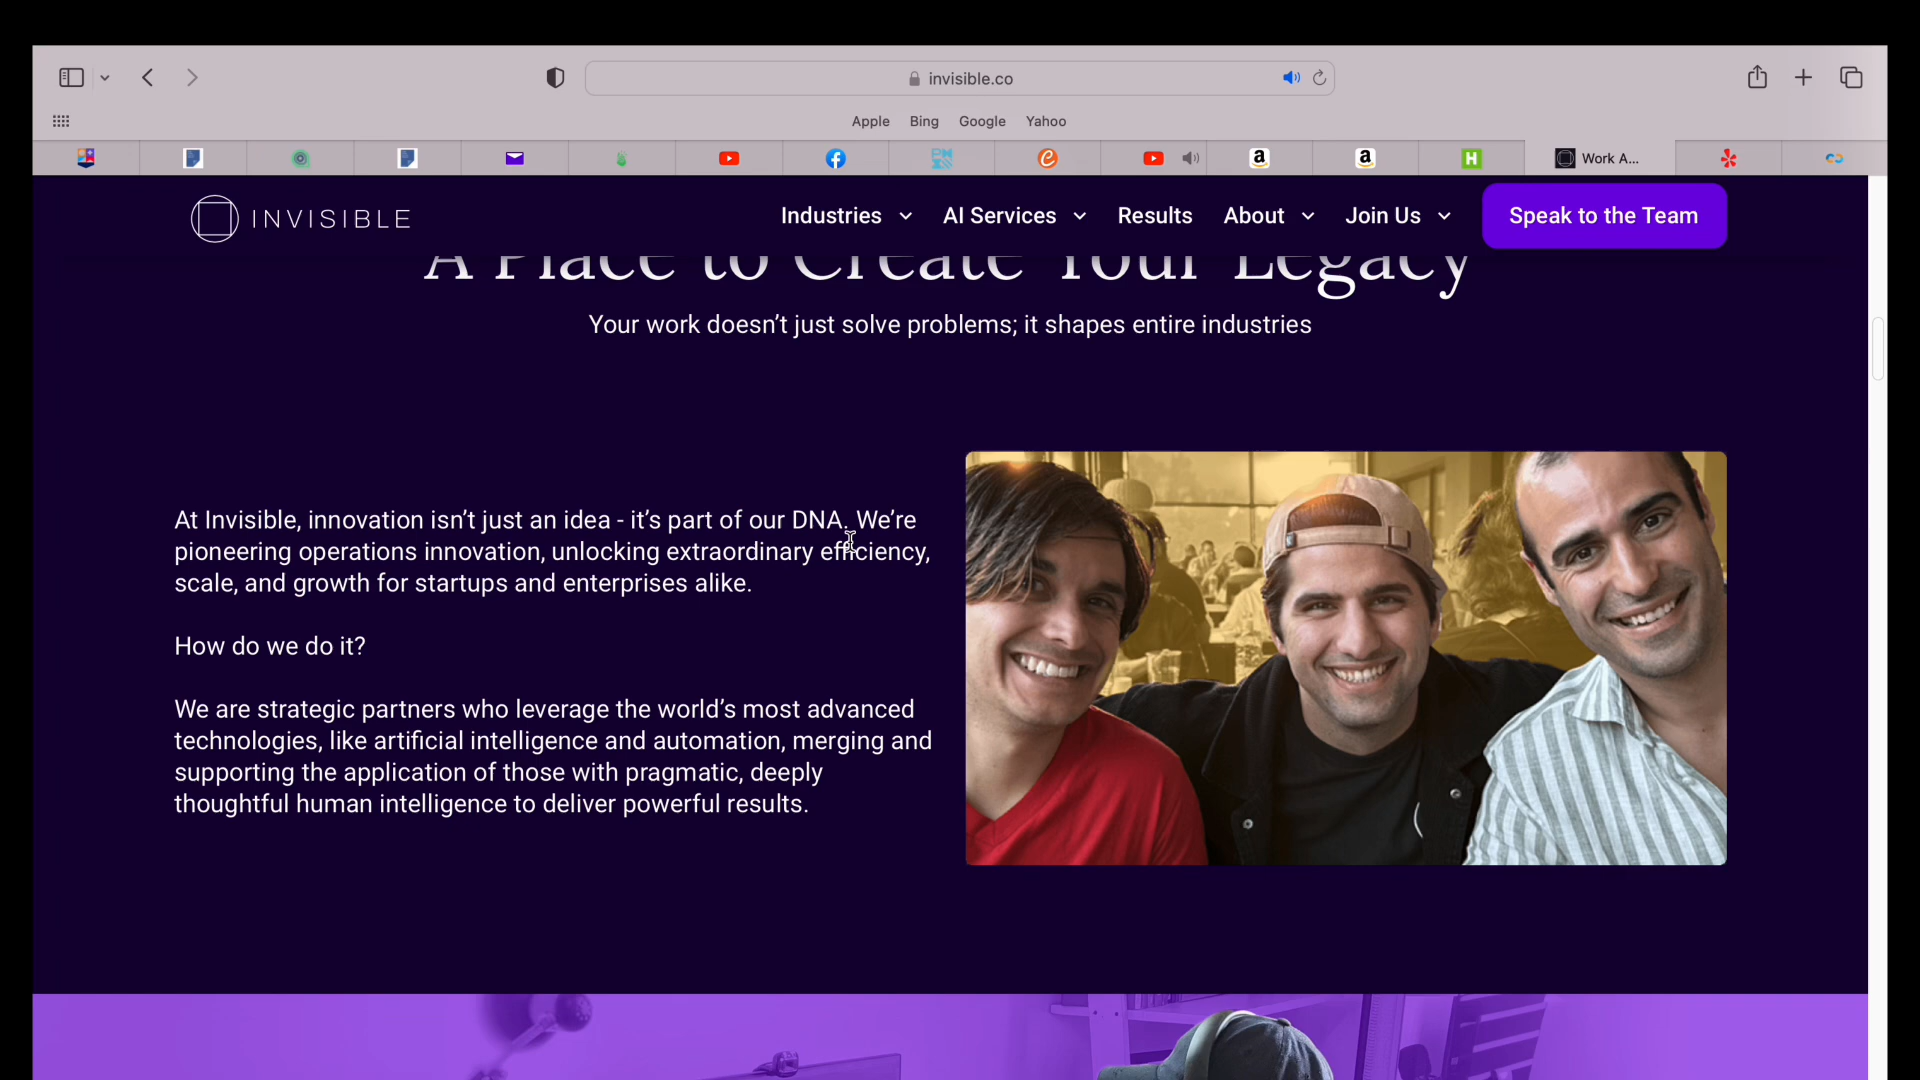 invisible.co
Apple Bing Google Yahoo
a a H Work A...
INVISIBLE Industries AI Services Results About Join Us Speak to the Team
A Place to Create Your Legacy
Your work doesn’t just solve problems; it shapes entire industries
At Invisible, innovation isn’t just an idea - it’s part of our DNA. We’re
pioneering operations innovation, unlocking extraordinary efficiency,
scale, and growth for startups and enterprises alike.
How do we do it?
We are strategic partners who leverage the world’s most advanced
technologies, like artificial intelligence and automation, merging and
supporting the application of those with pragmatic, deeply
thoughtful human intelligence to deliver powerful results.